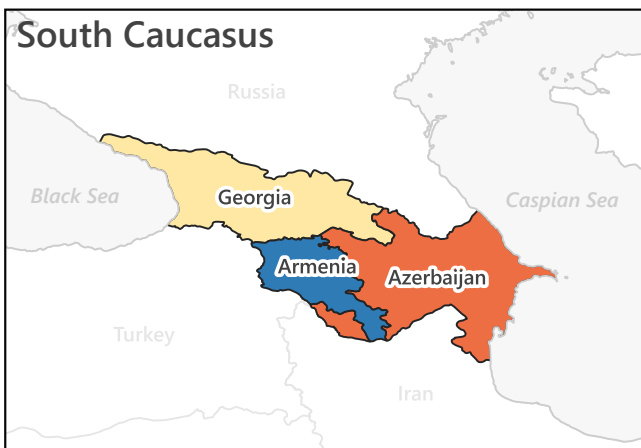 South Caucasus
Russia
Black Sea
Georgia
Caspian Sea
Armenia
Azerbaijan
Turkey
Iran